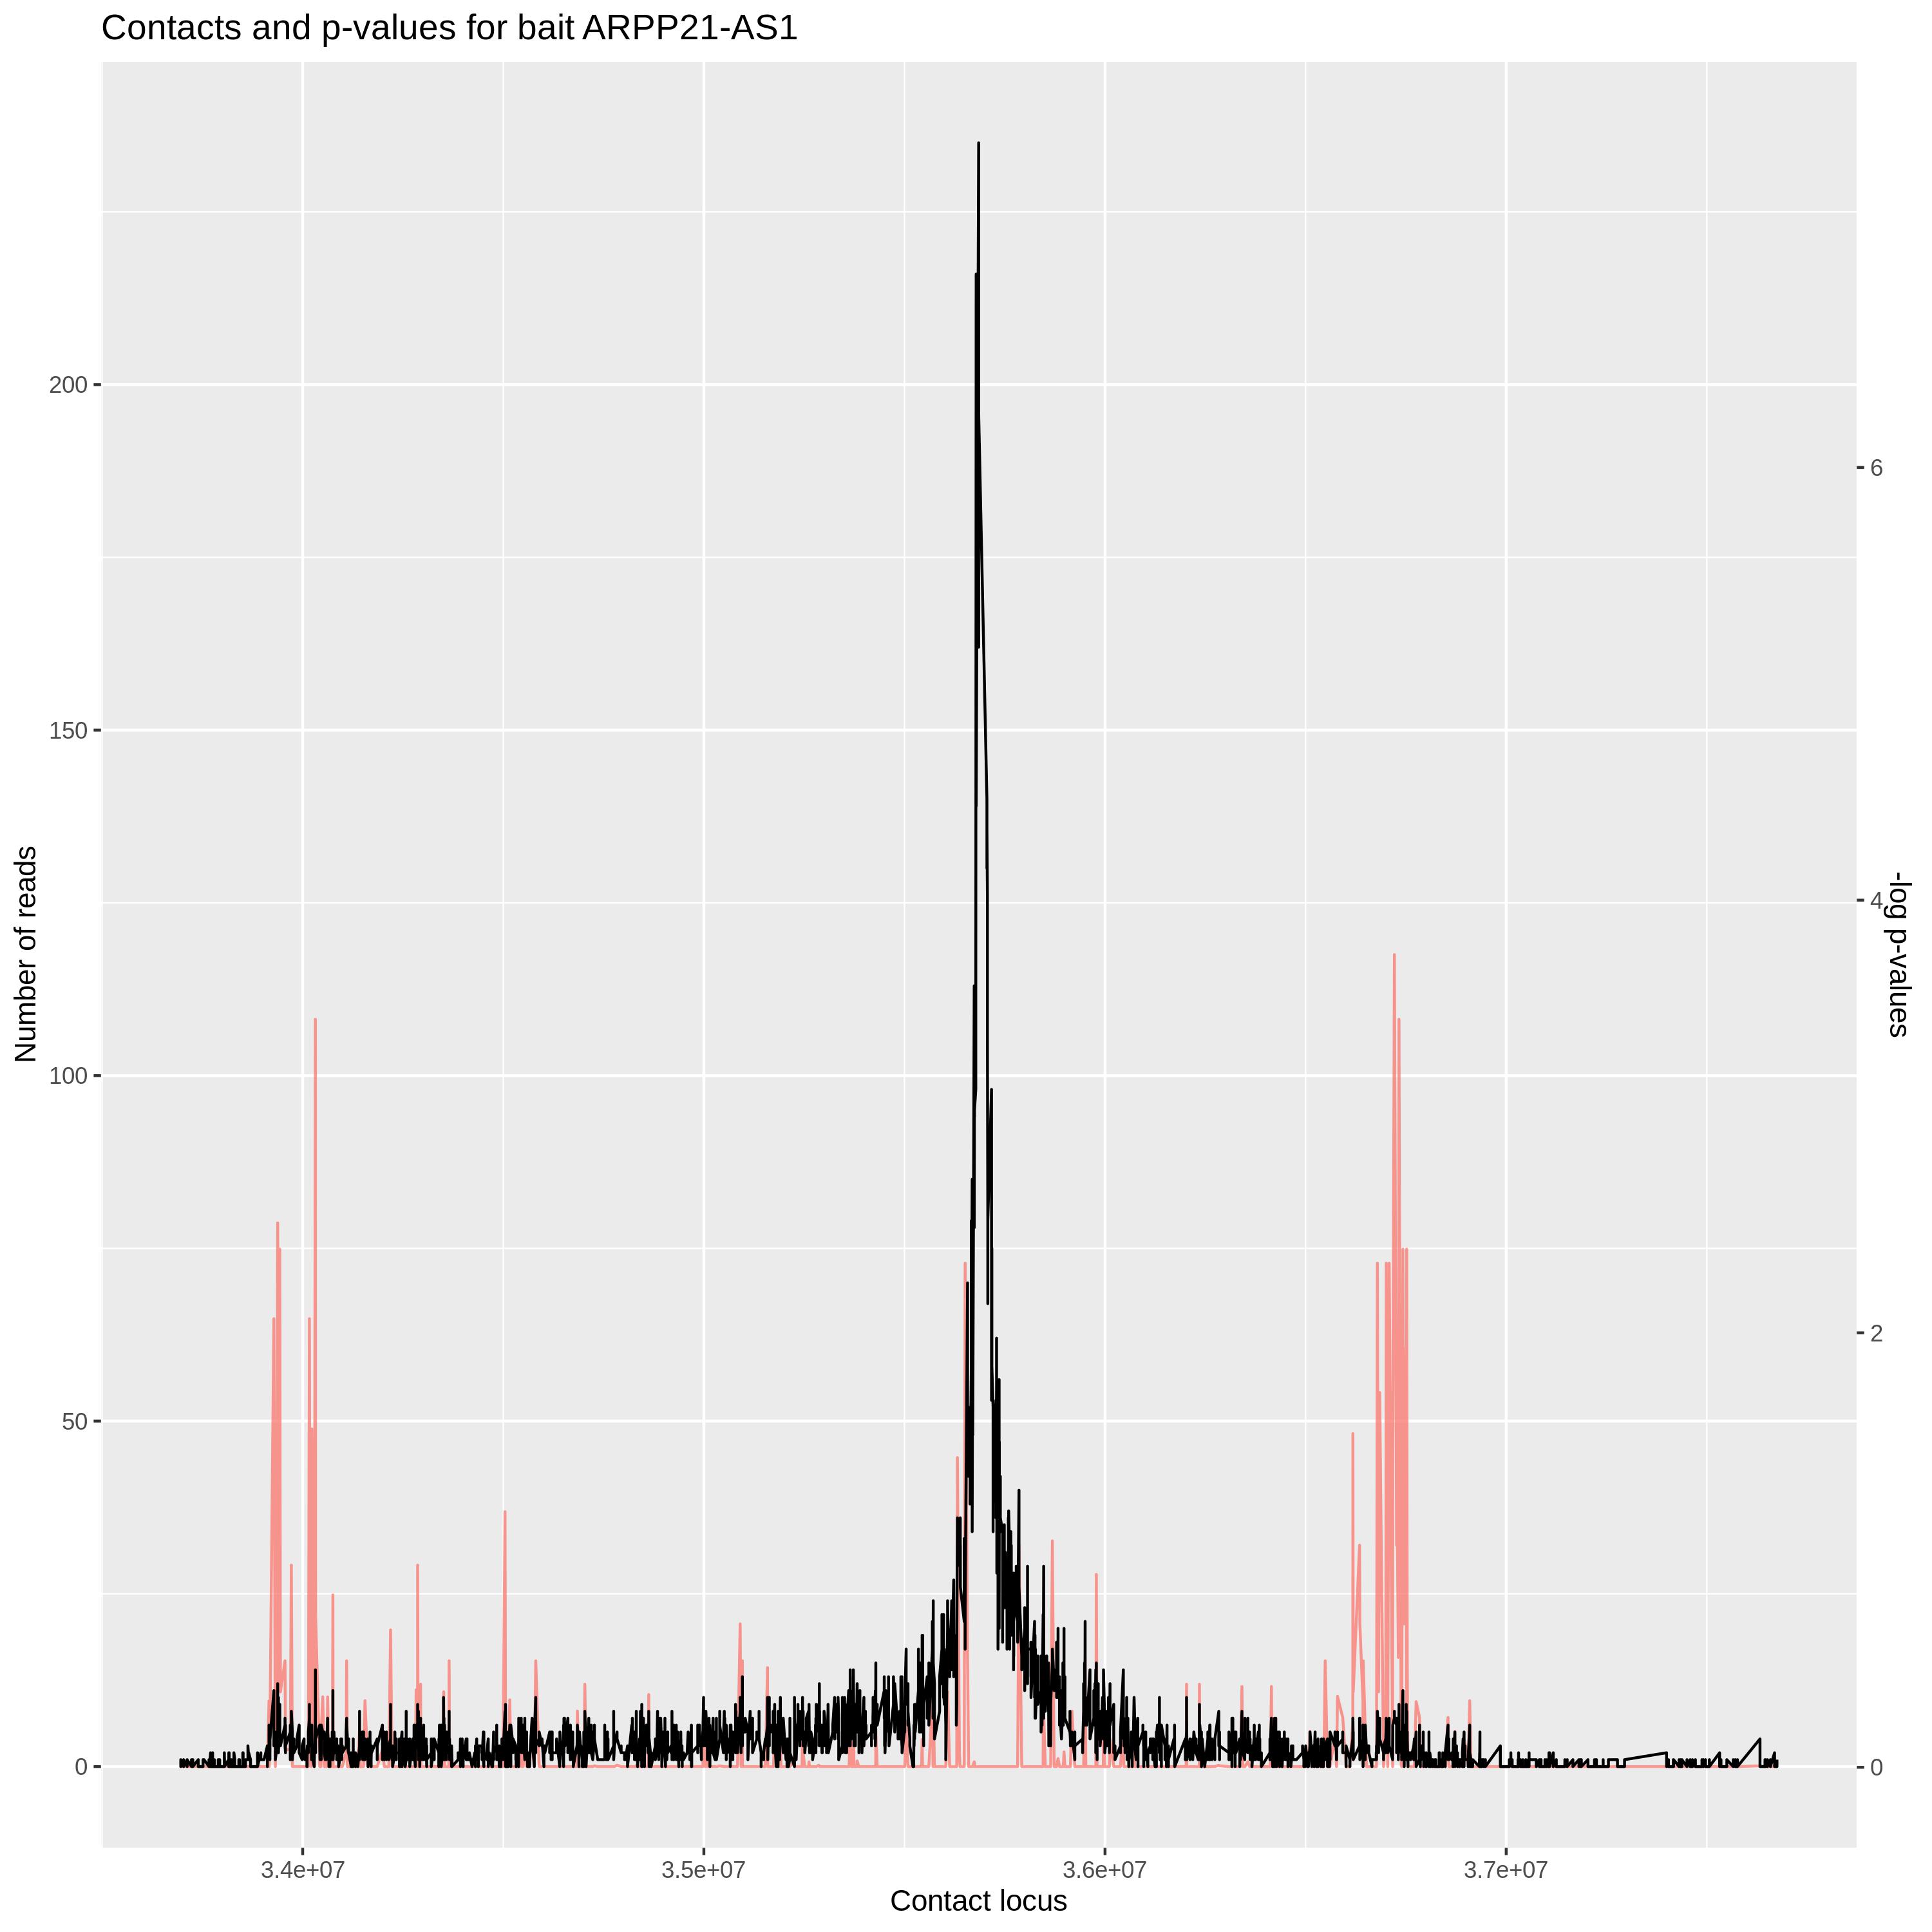 Contacts and p-values for bait ARPP21-AS1
200
150
100
50
0
Number of reads
6
4
2
0
-log p-values
3.4e+07
3.5e+07
3.6e+07
3.7e+07
Contact locus